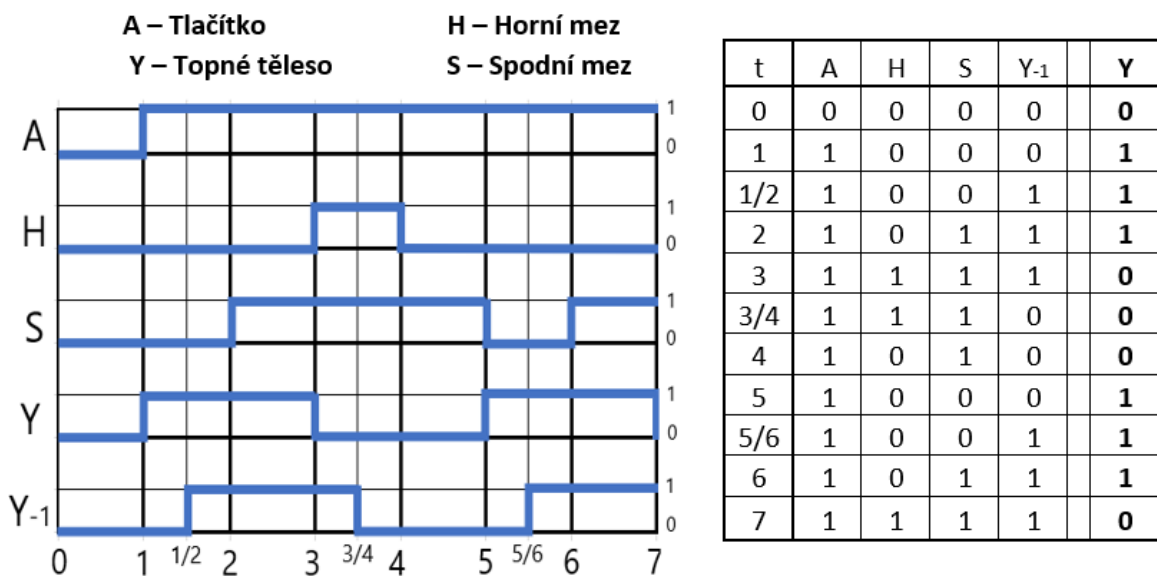 A – Tlačítko H – Horní mez
Y – Topné těleso S – Spodní mez
A 1
0
H 1
0
S 1
0
Y 1
0
Y-1 1
0
0 1 1/2 2 3 3/4 4 5 5/6 6 7
t A H S Y-1 Y
0 0 0 0 0 0
1 1 0 0 0 1
1/2 1 0 0 1 1
2 1 0 1 1 1
3 1 1 1 1 0
3/4 1 1 1 0 0
4 1 0 1 0 0
5 1 0 0 0 1
5/6 1 0 0 1 1
6 1 0 1 1 1
7 1 1 1 1 0